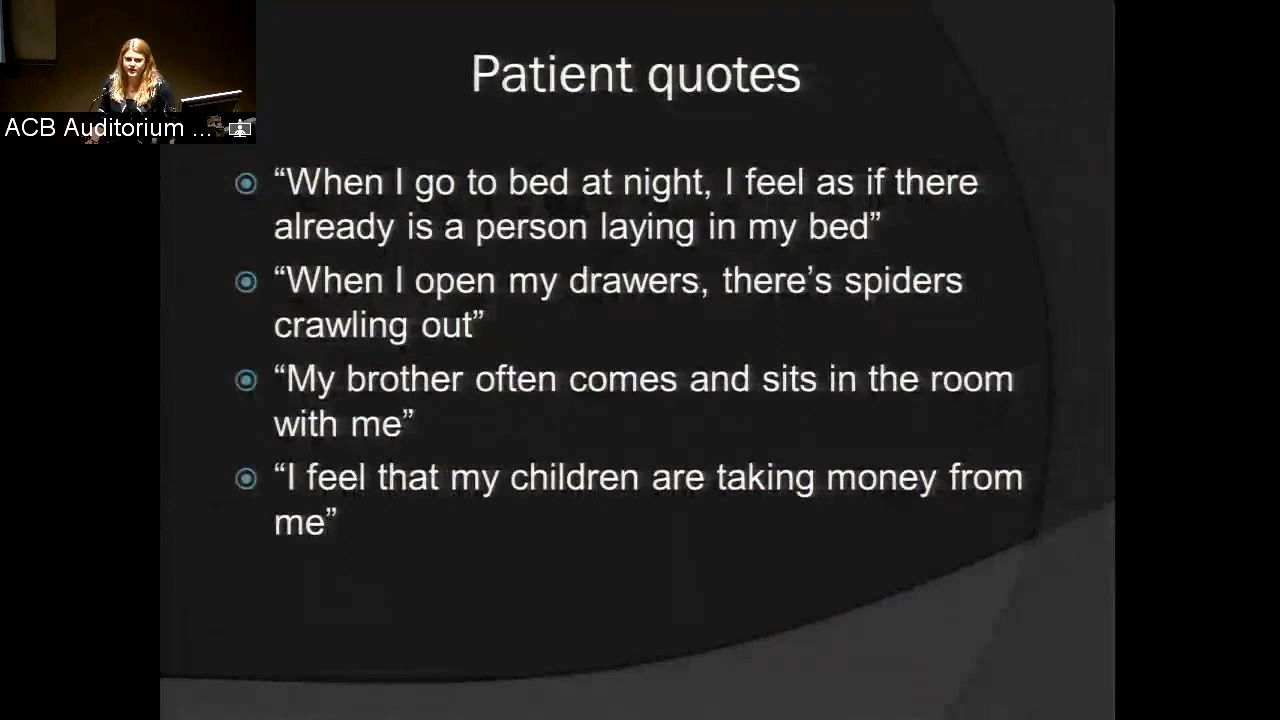 ACB Auditorium ...
Patient quotes
“When I go to bed at night, I feel as if there
already is a person laying in my bed”
“When I open my drawers, there’s spiders
crawling out”
“My brother often comes and sits in the room
with me”
“I feel that my children are taking money from
me”